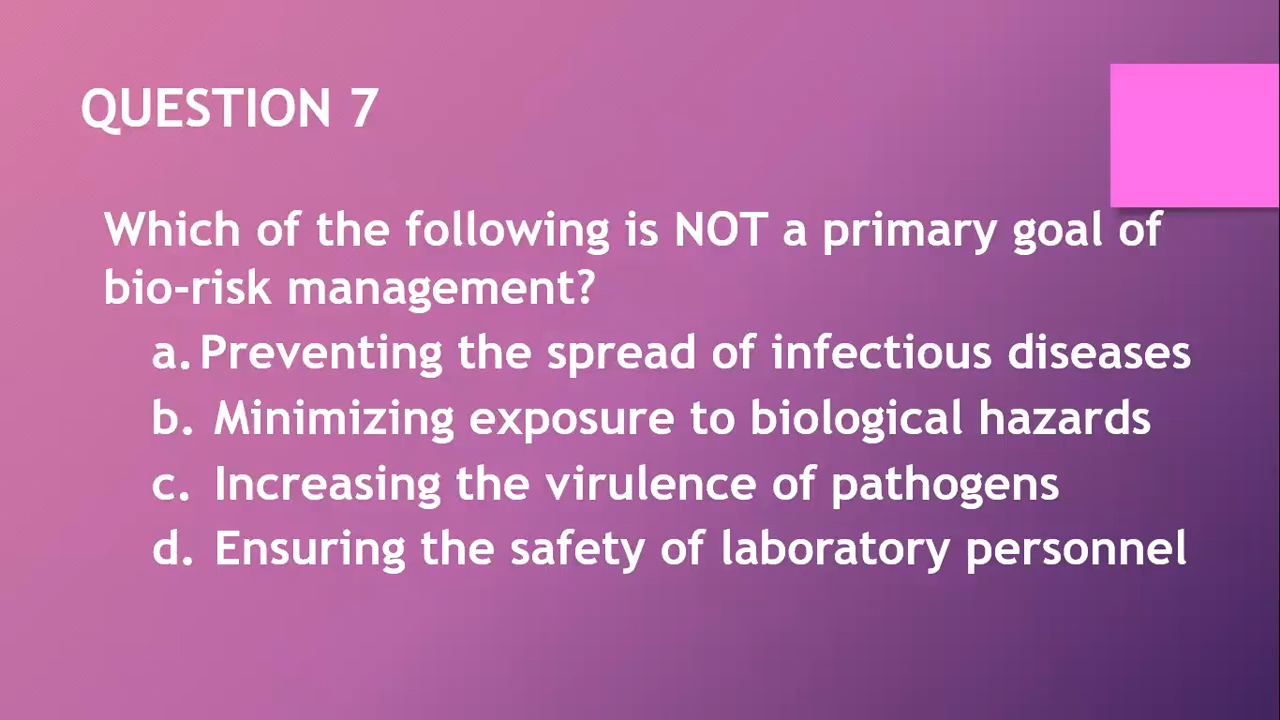 QUESTION 7
Which of the following is NOT a primary goal of
bio-risk management?
a. Preventing the spread of infectious diseases
b. Minimizing exposure to biological hazards
c. Increasing the virulence of pathogens
d. Ensuring the safety of laboratory personnel